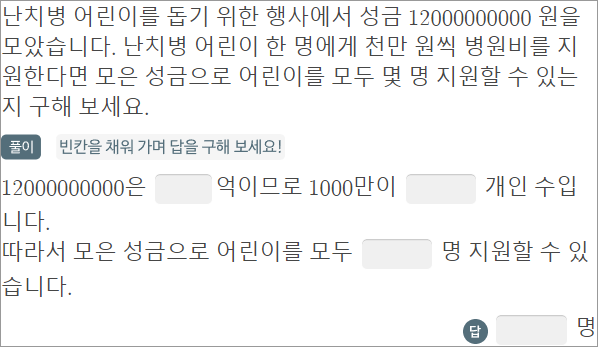 난치병 어린이를 돕기 위한 행사에서 성금 12000000000 원을
모았습니다. 난치병 어린이 한 명에게 천만 원씩 병원비를 지
원한다면 모은 성금으로 어린이를 모두 몇 명 지원할 수 있는
지 구해 보세요.
풀이 빈칸을 채워 가며 답을 구해 보세요!
12000000000은 억이므로 1000만이 개인 수입
니다.
따라서 모은 성금으로 어린이를 모두 명 지원할 수 있
습니다.
답 명